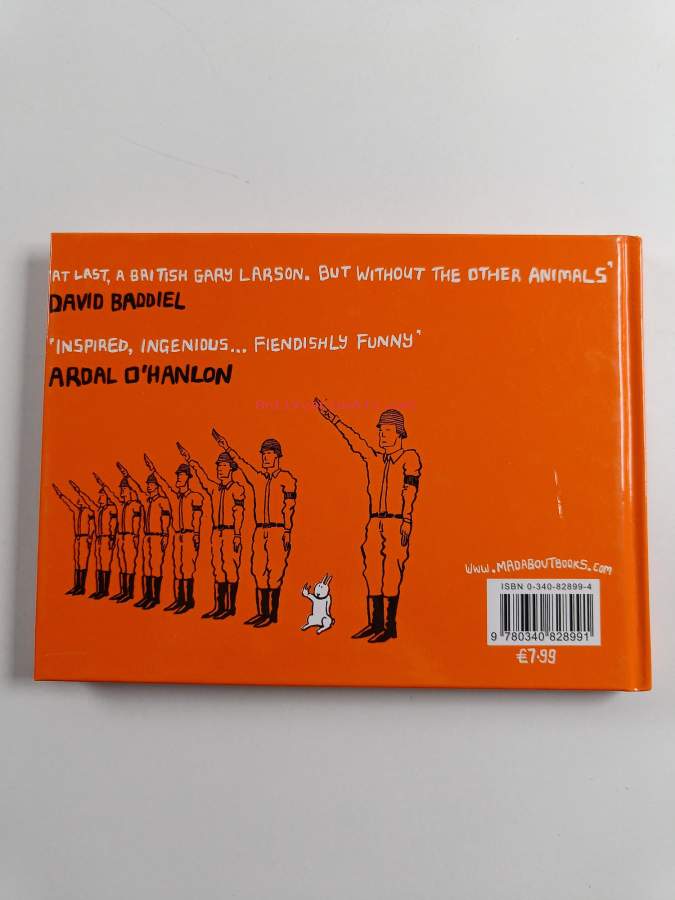 "AT LAST, A BRITISH GARY LARSON. BUT WITHOUT THE OTHER ANIMALS"
DAVID BADDIEL
"INSPIRED, INGENIOUS... FIENDISHLY FUNNY"
ARDAL O'HANLON
WWW.MADABOUTBOOKS.COM
ISBN 0-340-82899-4
9 780340 828991
€7.99